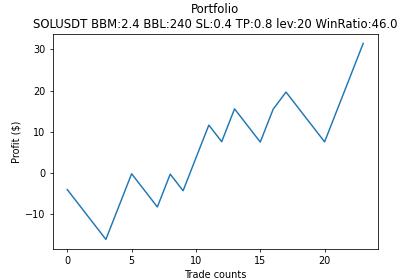 Portfolio
SOLUSDT BBM:2.4 BBL:240 SL:0.4 TP:0.8 lev:20 WinRatio:46.0
30
20
10
0
−10
Profit ($)
0
5
10
15
20
Trade counts